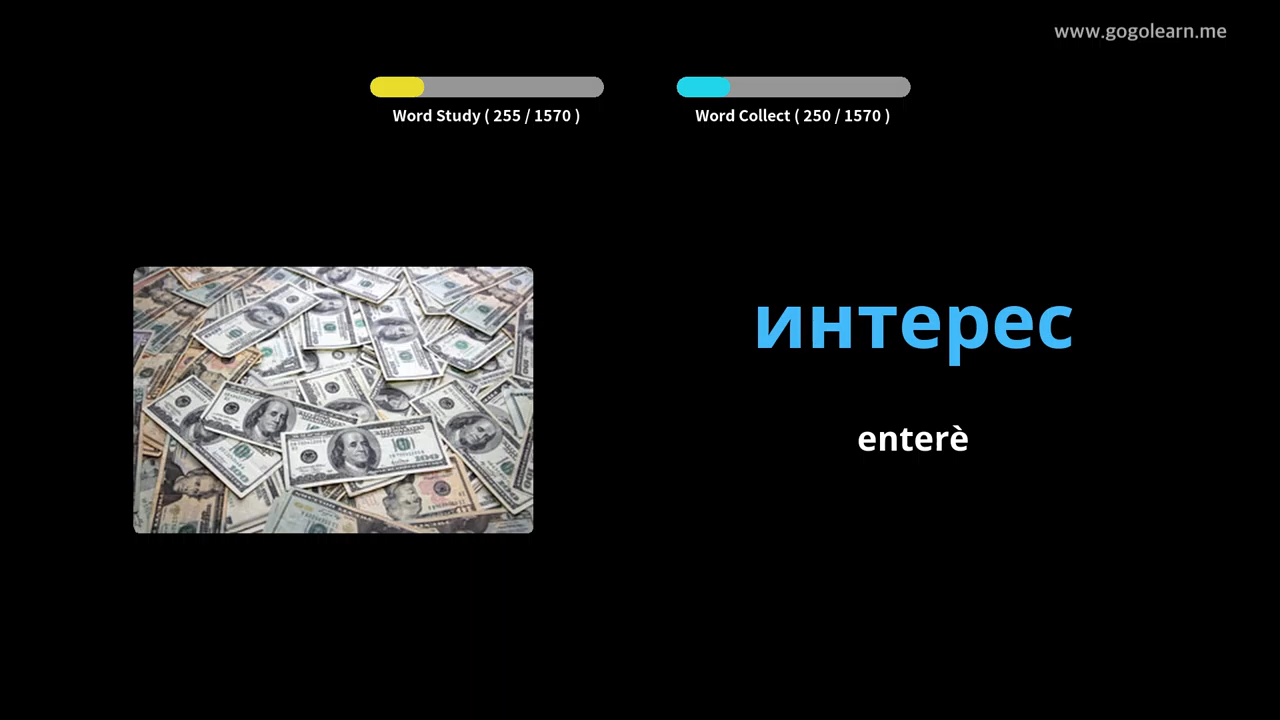 www.gogolearn.me
Word Study ( 255 / 1570 )
Word Collect ( 250 / 1570 )
интерес
enterè